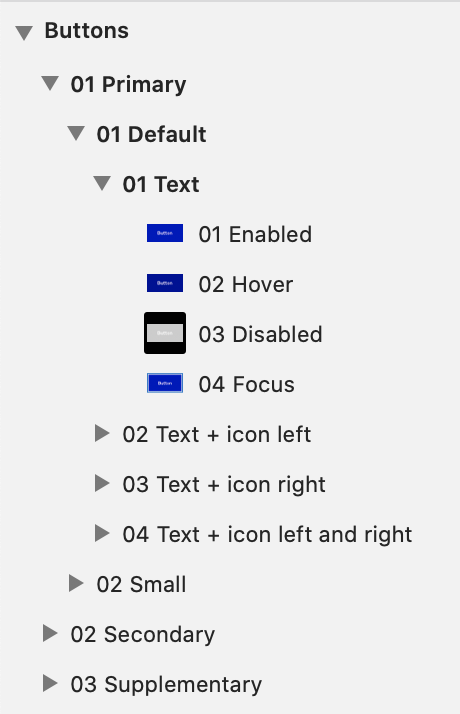 Buttons
01 Primary
01 Default
01 Text
Button 01 Enabled
Button 02 Hover
Button 03 Disabled
Button 04 Focus
02 Text + icon left
03 Text + icon right
04 Text + icon left and right
02 Small
02 Secondary
03 Supplementary